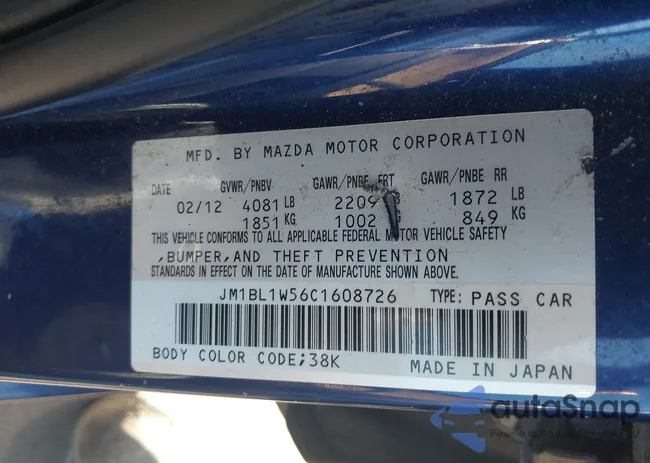 MFD. BY MAZDA MOTOR CORPORATION
DATE GVWR/PNBV GAWR/PNBE FRT GAWR/PNBE RR
02/12 4081 LB 2209 1872 LB
1851 KG 1002 849 KG
THIS VEHICLE CONFORMS TO ALL APPLICABLE FEDERAL MOTOR VEHICLE SAFETY
,BUMPER,AND THEFT PREVENTION
STANDARDS IN EFFECT ON THE DATE OF MANUFACTURE SHOWN ABOVE.
JM1BL1W56C1608726 TYPE: PASS CAR
BODY COLOR CODE;38K MADE IN JAPAN
autoSnap
Pewne auto